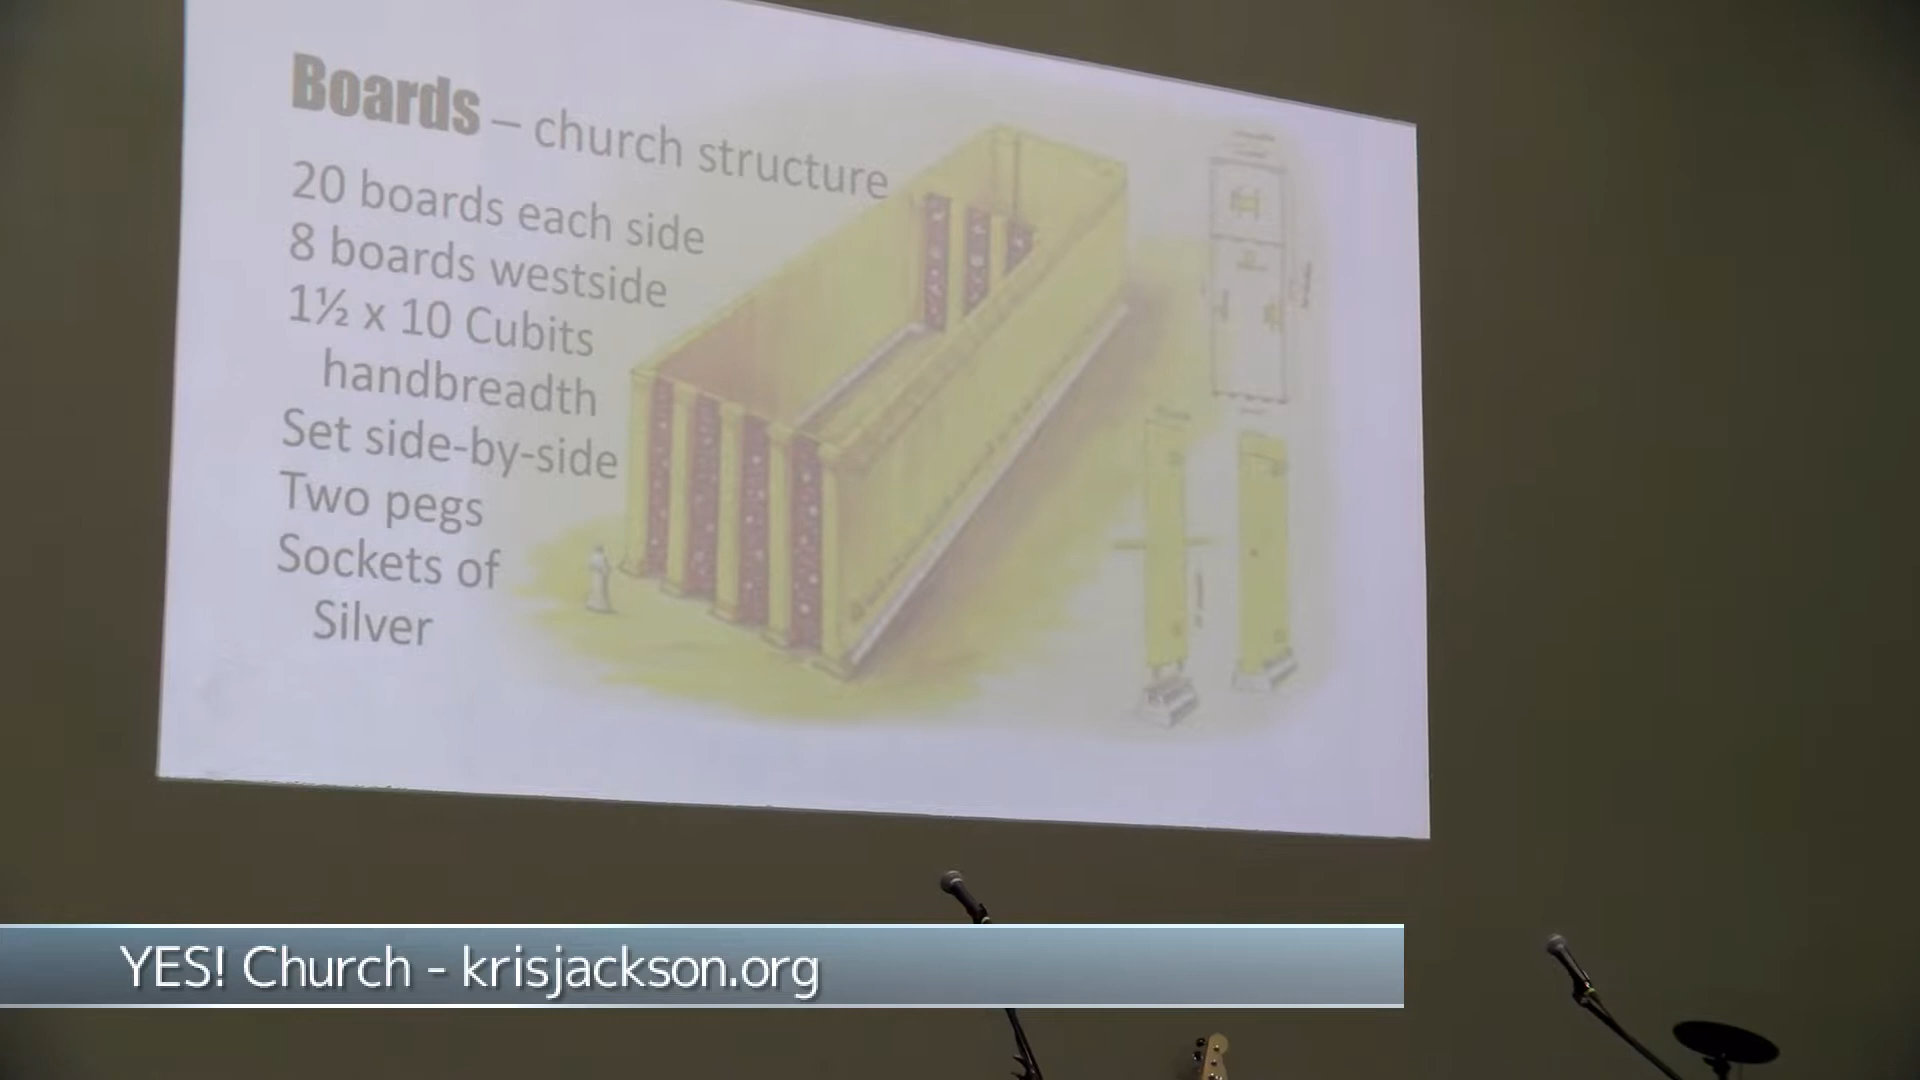 Boards – church structure
20 boards each side
8 boards westside
1½ x 10 Cubits
handbreadth
Set side-by-side
Two pegs
Sockets of
Silver
YES! Church - krisjackson.org